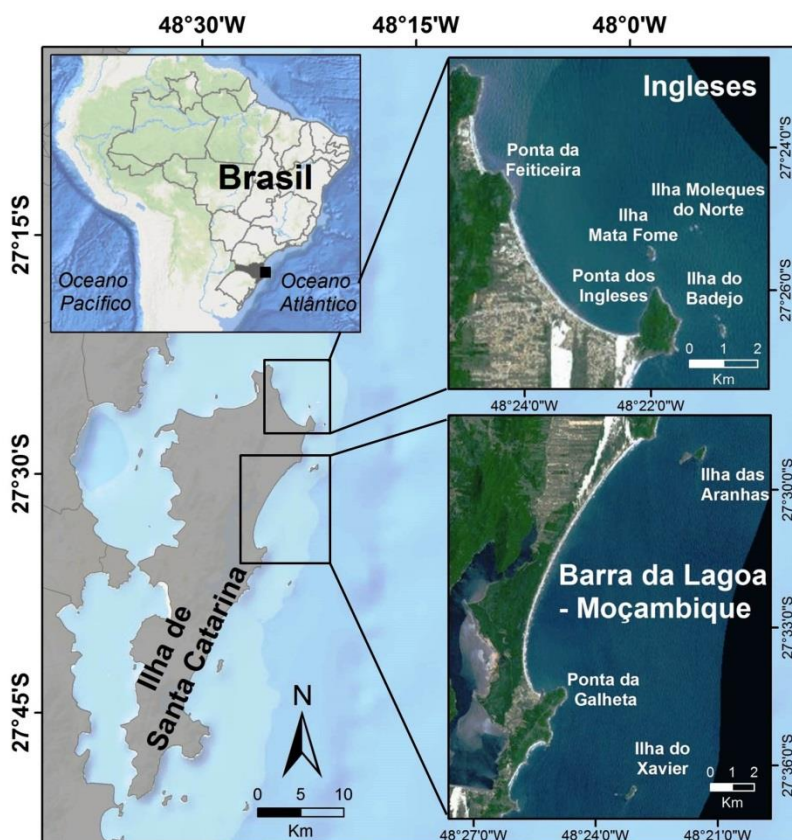 48°30'W
48°15'W
48°0'W
27°15'S
27°30'S
27°45'S
Brasil
Oceano
Pacífico
Oceano
Atlântico
Ilha de
Santa Catarina
N
0 5 10
Km
Ingleses
Ponta da
Feiticeira
Ilha Moleques
do Norte
Ilha
Mata Fome
Ponta dos
Ingleses
Ilha do
Badejo
0 1 2
Km
27°24'0"S
27°26'0"S
48°24'0"W
48°22'0"W
Ilha das
Aranhas
Barra da Lagoa
- Moçambique
Ponta da
Galheta
Ilha do
Xavier
0 1 2
Km
27°30'0"S
27°33'0"S
27°36'0"S
48°27'0"W
48°24'0"W
48°21'0"W